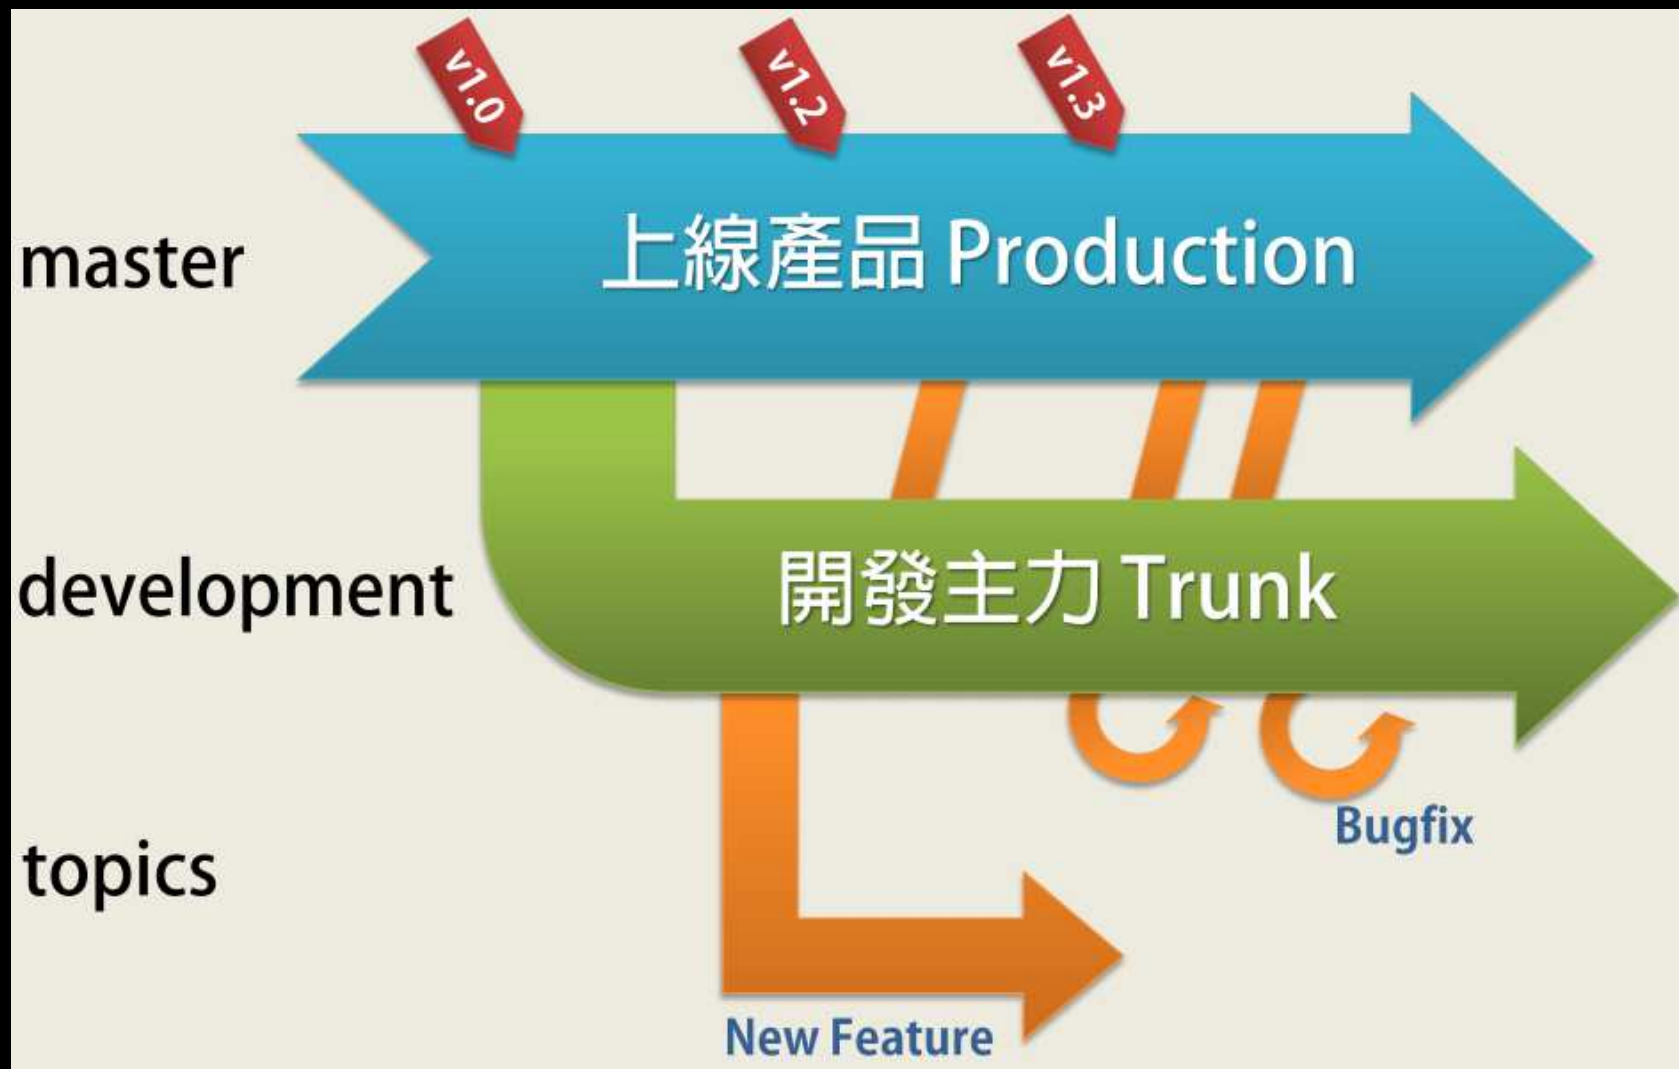 v1.0
v1.2
v1.3
master
上線產品 Production
development
開發主力 Trunk
Bugfix
topics
New Feature